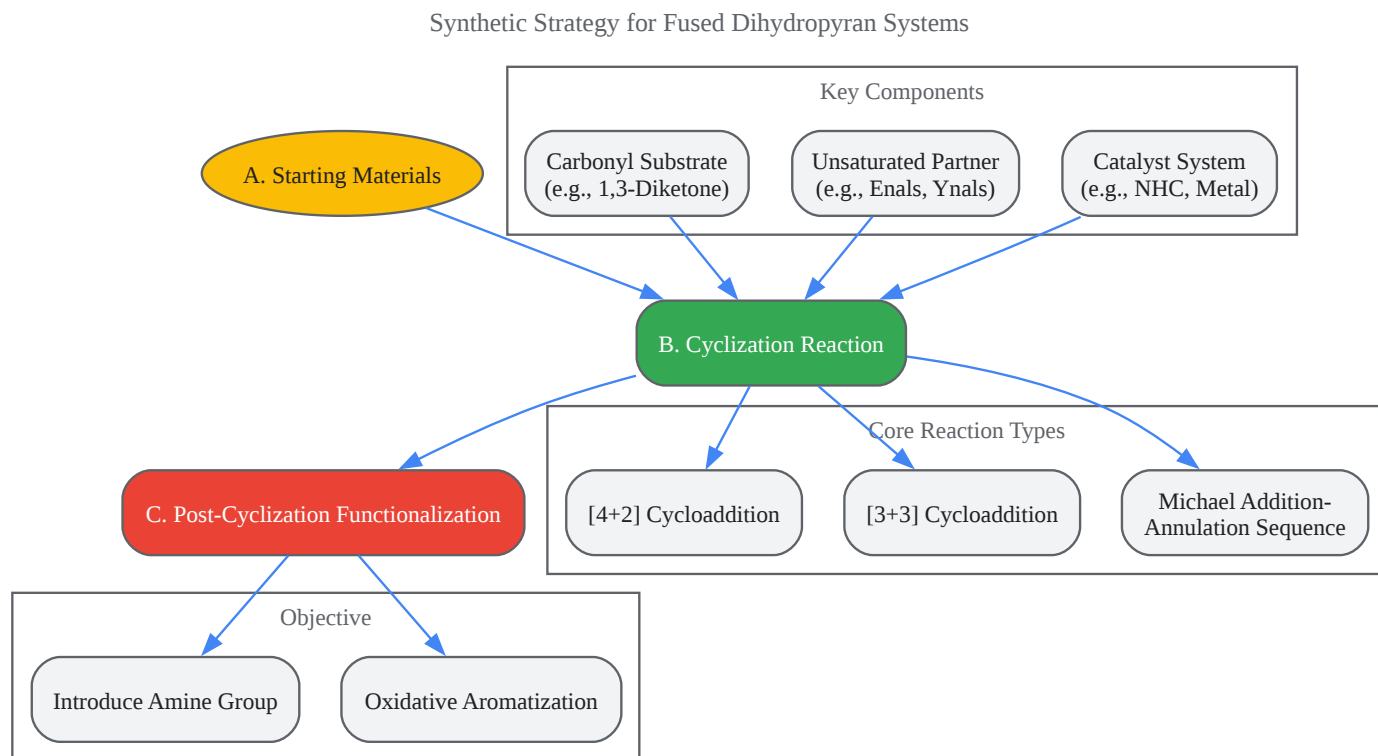 Synthetic Strategy for Fused Dihydropyran Systems
Key Components
A. Starting Materials
Carbonyl Substrate
(e.g., 1,3-Diketone)
Unsaturated Partner
(e.g., Enals, Ynals)
Catalyst System
(e.g., NHC, Metal)
B. Cyclization Reaction
Core Reaction Types
C. Post-Cyclization Functionalization
[4+2] Cycloaddition
[3+3] Cycloaddition
Michael Addition-
Annulation Sequence
Objective
Introduce Amine Group
Oxidative Aromatization